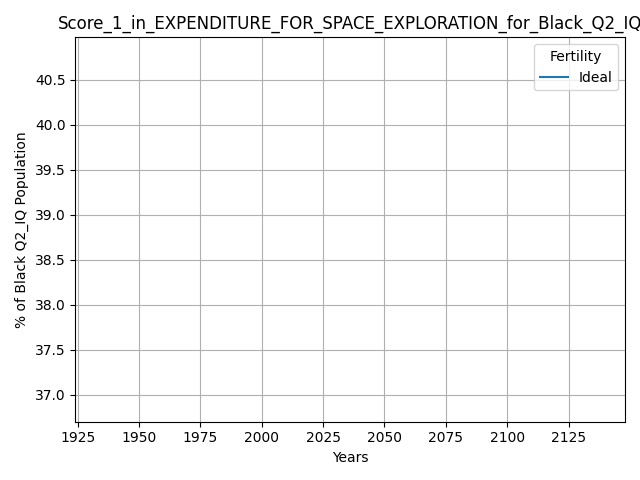 Score_1_in_EXPENDITURE_FOR_SPACE_EXPLORATION_for_Black_Q2_IQ
Fertility
Ideal
% of Black Q2_IQ Population
40.5
40.0
39.5
39.0
38.5
38.0
37.5
37.0
1925 1950 1975 2000 2025 2050 2075 2100 2125
Years